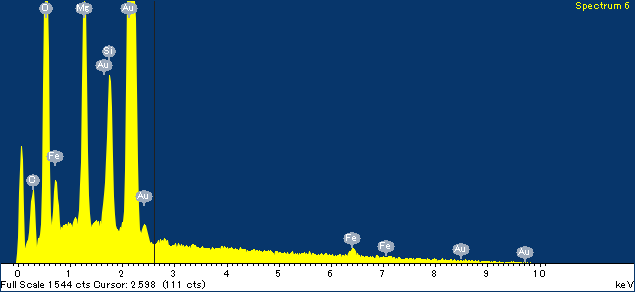 Spectrum 6
O Mg Au
Si
Au
Fe
C
Au
Fe
Fe
Au
Au
0 1 2 3 4 5 6 7 8 9 10
Full Scale 1544 cts Cursor: 2.598 (111 cts) keV